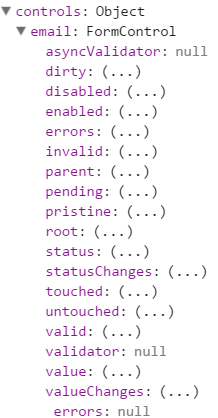 ▼ controls: Object
▼ email: FormControl
asyncValidator: null
dirty: (...)
disabled: (...)
enabled: (...)
errors: (...)
invalid: (...)
parent: (...)
pending: (...)
pristine: (...)
root: (...)
status: (...)
statusChanges: (...)
touched: (...)
untouched: (...)
valid: (...)
validator: null
value: (...)
valueChanges: (...)
_errors: null